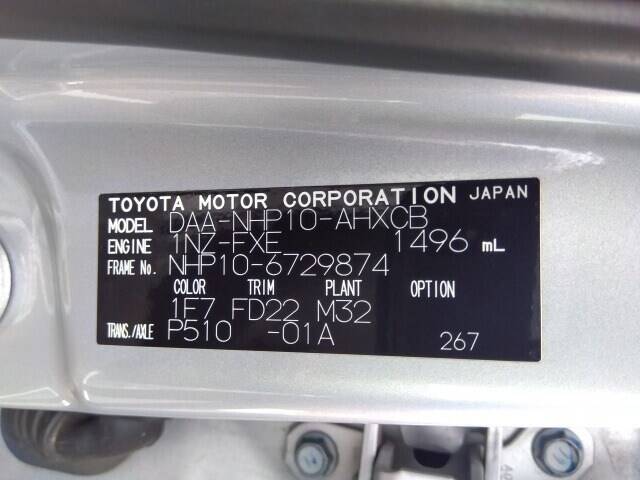 TOYOTA MOTOR CORPORATION JAPAN
MODEL DAA-NHP10-AHXCB
ENGINE 1NZ-FXE 1496 mL
FRAME No. NHP10-6729874
COLOR TRIM PLANT OPTION
1F7 FD22 M32
TRANS./AXLE P510 -01A 267